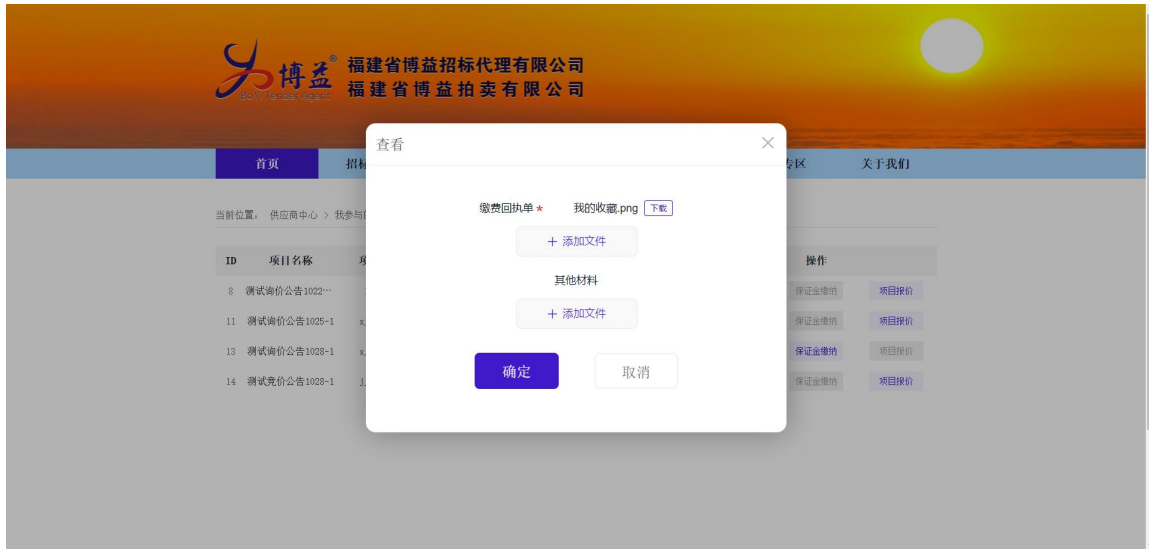 博益®
BoYi Tender Agent
福建省博益招标代理有限公司
福建省博益拍卖有限公司
首页 招标 专区 关于我们
查看
当前位置： 供应商中心 > 我参与的
缴费回执单 * 我的收藏.png 下载
+ 添加文件
其他材料
+ 添加文件
确定 取消
ID 项目名称 项 操作
8 测试询价公告1022… 保证金缴纳 项目报价
11 测试询价公告1025-1 保证金缴纳 项目报价
13 测试询价公告1028-1 保证金缴纳 项目报价
14 测试竞价公告1028-1 保证金缴纳 项目报价